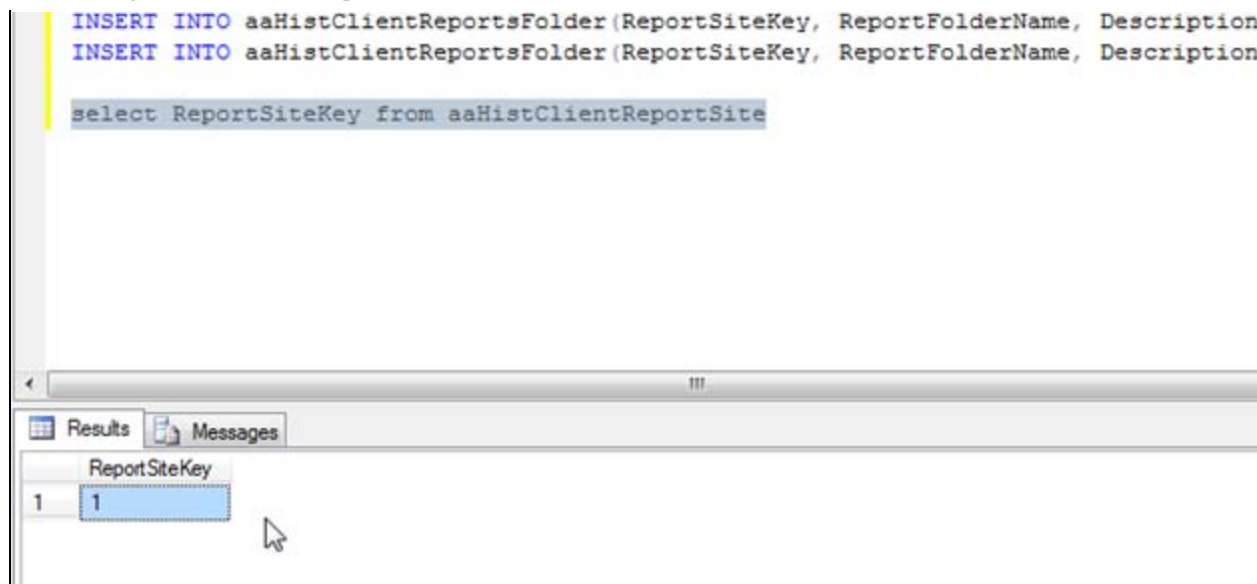 INSERT INTO aaHistClientReportsFolder(ReportSiteKey, ReportFolderName, Description
INSERT INTO aaHistClientReportsFolder(ReportSiteKey, ReportFolderName, Description
select ReportSiteKey from aaHistClientReportSite
Results Messages
ReportSiteKey
1 1